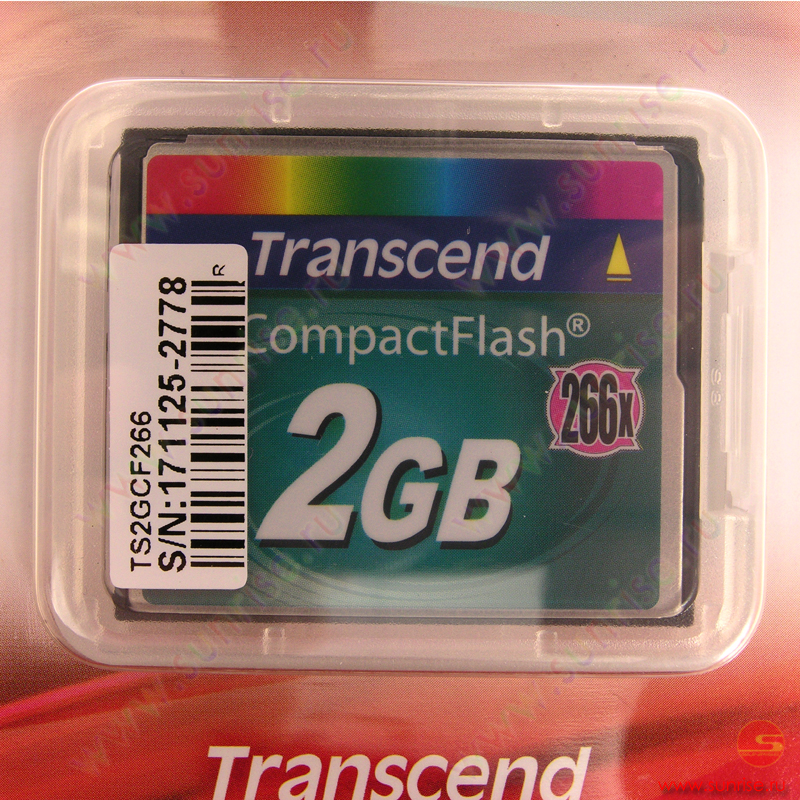 Transcend
CompactFlash®
2GB
266x
TS2GCF266
S/N:171125-2778
R
Transcend
www.sunrise.ru